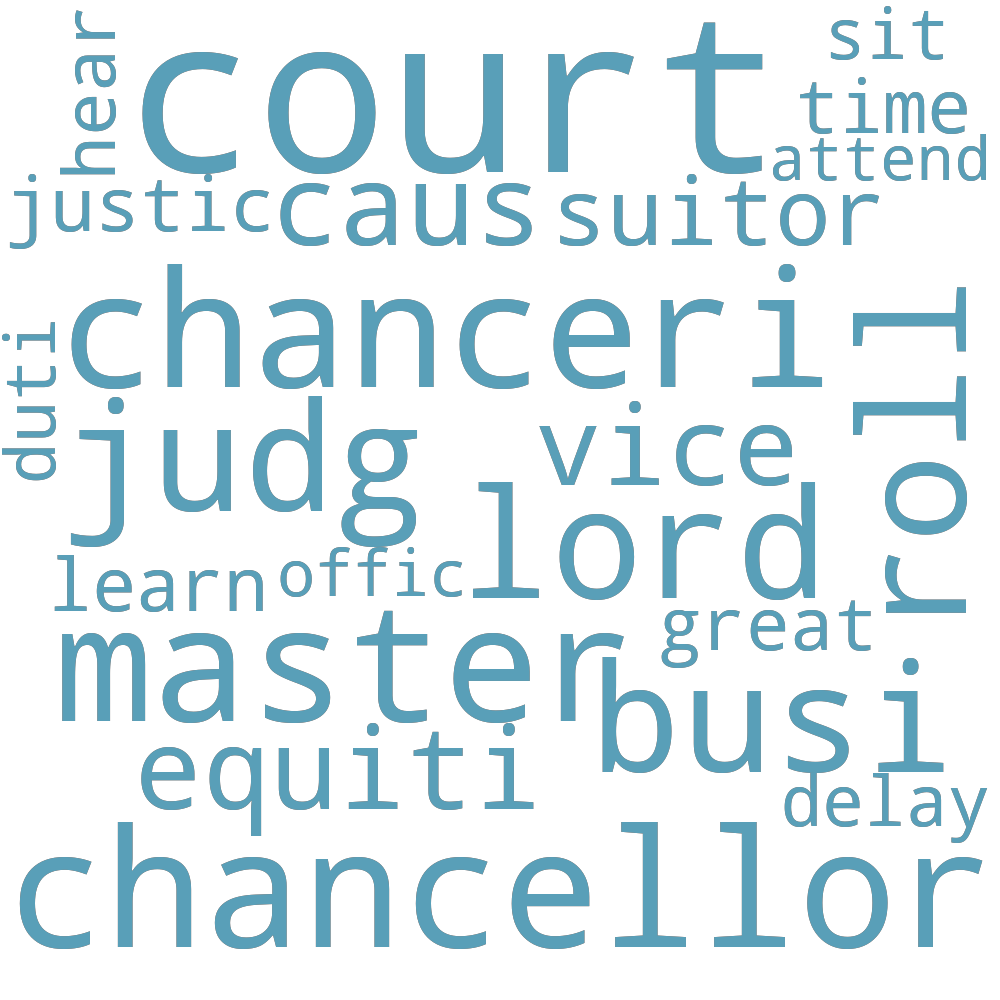 hear
court
sit
time
attend
justic
caus
suitor
chanceri
roll
duti
judg
vice
lord
learn
offic
great
master
busi
equiti
delay
chancellor